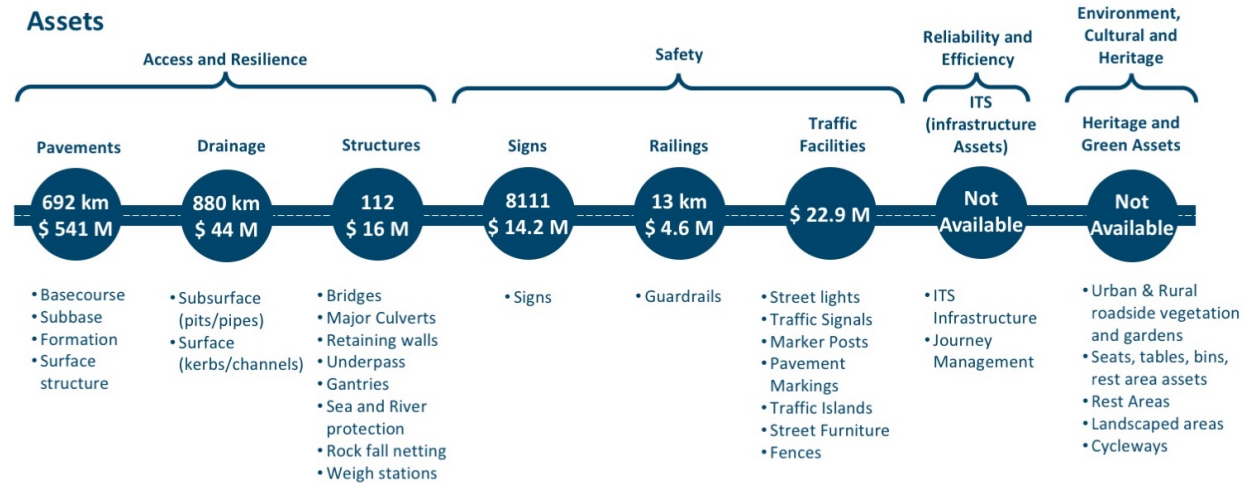 Assets
Access and Resilience
Safety
Reliability and
Efficiency
Environment,
Cultural and
Heritage
Pavements
692 km
$ 541 M
• Basecourse
• Subbase
• Formation
• Surface
structure
Drainage
880 km
$ 44 M
• Subsurface
(pits/pipes)
• Surface
(kerbs/channels)
Structures
112
$ 16 M
• Bridges
• Major Culverts
• Retaining walls
• Underpass
• Gantries
• Sea and River
protection
• Rock fall netting
• Weigh stations
Signs
8111
$ 14.2 M
• Signs
Railings
13 km
$ 4.6 M
• Guardrails
Traffic
Facilities
$ 22.9 M
• Street lights
• Traffic Signals
• Marker Posts
• Pavement
Markings
• Traffic Islands
• Street Furniture
• Fences
ITS
(infrastructure
Assets)
Not
Available
• ITS
Infrastructure
• Journey
Management
Heritage and
Green Assets
Not
Available
• Urban & Rural
roadside vegetation
and gardens
• Seats, tables, bins,
rest area assets
• Rest Areas
• Landscaped areas
• Cycleways